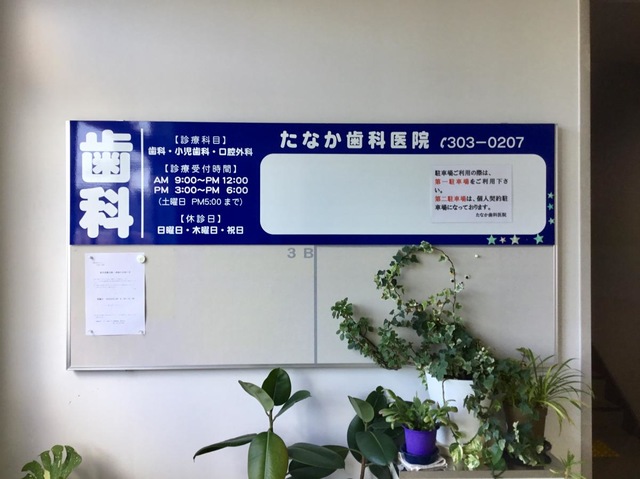 歯科
【診療科目】
歯科・小児歯科・口腔外科
【診療受付時間】
AM 9:00〜PM 12:00
PM 3:00〜PM 6:00
(土曜日 PM5:00まで)
【休診日】
日曜日・木曜日・祝日
たなか歯科医院 303-0207
駐車場ご利用の際は、
第一駐車場をご利用下さ
い。
第二駐車場は、個人契約駐
車場になっております。
たなか歯科医院
3B